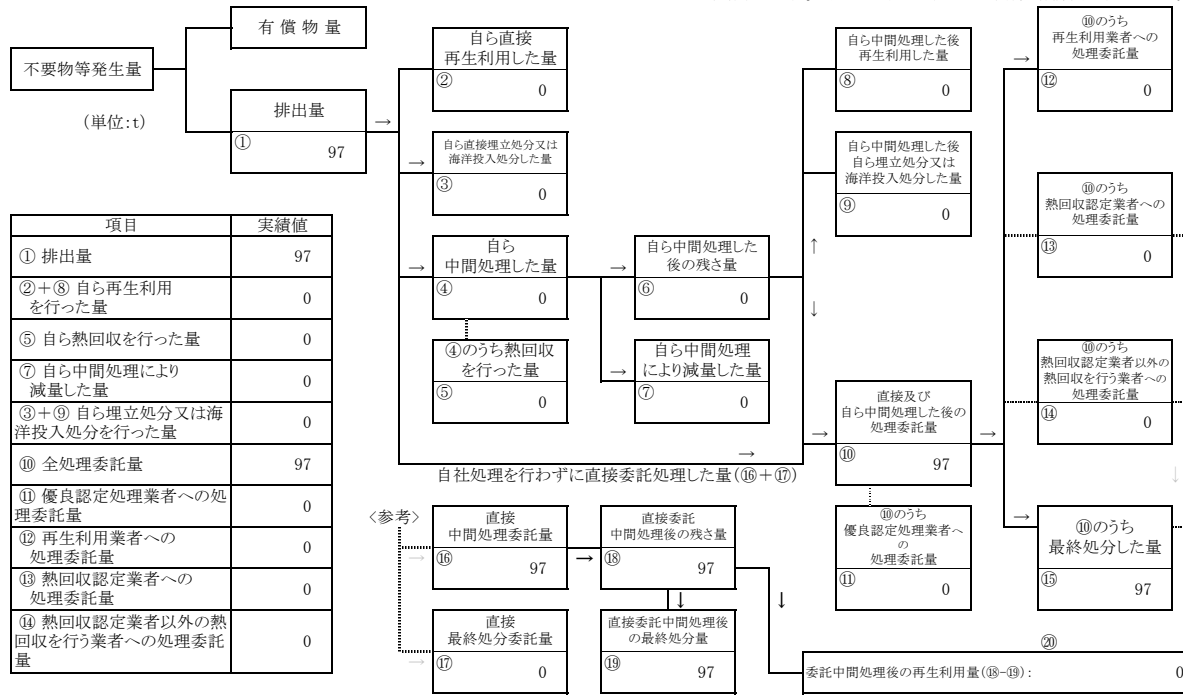 不要物等発生量
(単位:t)
有 償 物 量
排出量
① 97
→
自ら直接
再生利用した量
② 0
→
自ら直接埋立処分又は
海洋投入処分した量
③ 0
→
自ら
中間処理した量
④ 0
④のうち熱回収
を行った量
⑤ 0
→
自ら中間処理した
後の残さ量
⑥ 0
→
自ら中間処理
により減量した量
⑦ 0
自ら中間処理した後
再生利用した量
⑧ 0
自ら中間処理した後
自ら埋立処分又は
海洋投入処分した量
⑨ 0
↑
↓
→
直接及び
自ら中間処理した後の
処理委託量
⑩ 97
→
→
自社処理を行わずに直接委託処理した量(⑯+⑰)
⑩のうち
優良認定処理業者へ
の
処理委託量
⑪ 0
→
⑩のうち
再生利用業者への
処理委託量
⑫ 0
⑩のうち
熱回収認定業者への
処理委託量
⑬ 0
⑩のうち
熱回収認定業者以外の
熱回収を行う業者への
処理委託量
⑭ 0
↓
→
⑩のうち
最終処分した量
⑮ 97
項目 実績値
① 排出量 97
②+⑧ 自ら再生利用
を行った量 0
⑤ 自ら熱回収を行った量 0
⑦ 自ら中間処理により
減量した量 0
③+⑨ 自ら埋立処分又は海
洋投入処分を行った量 0
⑩ 全処理委託量 97
⑪ 優良認定処理業者への処
理委託量 0
⑫ 再生利用業者への
処理委託量 0
⑬ 熱回収認定業者への
処理委託量 0
⑭ 熱回収認定業者以外の熱
回収を行う業者への処理委託
量 0
〈参考〉
→
直接
中間処理委託量
⑯ 97
→
直接委託
中間処理後の残さ量
⑱ 97
↓
↓
→
直接
最終処分委託量
⑰ 0
直接委託中間処理後
の最終処分量
⑲ 97
⑳
委託中間処理後の再生利用量(⑱-⑲): 0